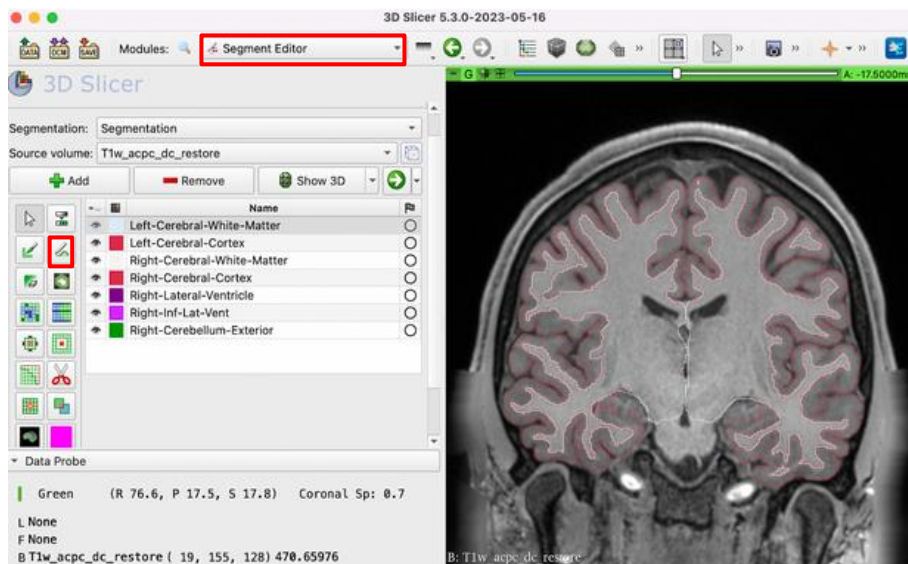 3D Slicer 5.3.0-2023-05-16
DATA DCM SAVE Modules: Segment Editor
3D Slicer
G A: -17.5000m
Segmentation: Segmentation
Source volume: T1w_acpc_dc_restore
Add Remove Show 3D
Name
Left-Cerebral-White-Matter
Left-Cerebral-Cortex
Right-Cerebral-White-Matter
Right-Cerebral-Cortex
Right-Lateral-Ventricle
Right-Inf-Lat-Vent
Right-Cerebellum-Exterior
Data Probe
Green (R 76.6, P 17.5, S 17.8) Coronal Sp: 0.7
L None
F None
B T1w_acpc_dc_restore ( 19, 155, 128) 470.65976
B: T1w_acpc_dc_restore